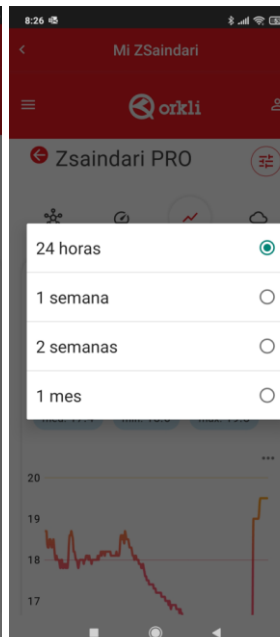 8:26
Mi ZSaindari
orkli
Zsaindari PRO
24 horas
1 semana
2 semanas
1 mes
20
19
18
17